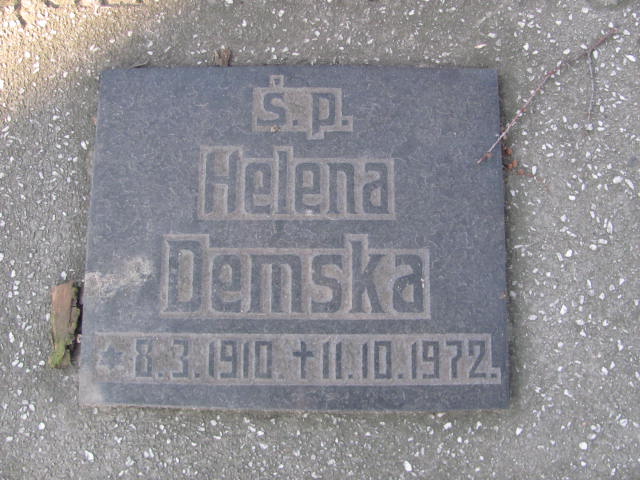 Ś. p.
Helena
Demska
* 8.3.1910. † 11.10.1972.